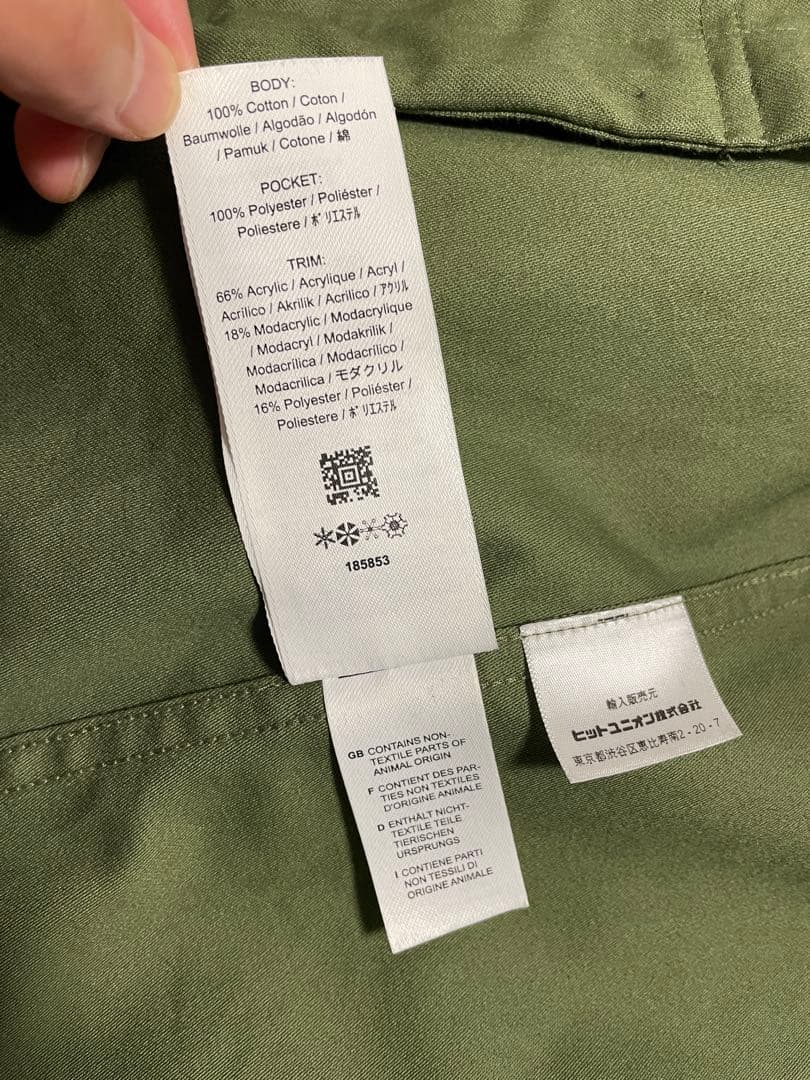 BODY:
100% Cotton / Coton /
Baumwolle / Algodão / Algodón
/ Pamuk / Cotone / 綿
POCKET:
100% Polyester / Poliéster /
Poliestere / ポリエステル
TRIM:
66% Acrylic / Acrylique / Acryl /
Acrílico / Akrilik / Acrilico / アクリル
18% Modacrylic / Modacrylique
/ Modacryl / Modakrilik /
Modacrílica / Modacrílico /
Modacrilica / モダクリル
16% Polyester / Poliéster /
Poliestere / ポリエステル
185853
GB CONTAINS NON-
TEXTILE PARTS OF
ANIMAL ORIGIN
F CONTIENT DES PAR-
TIES NON TEXTILES
D'ORIGINE ANIMALE
D ENTHÄLT NICHT-
TEXTILE TEILE
TIERISCHEN
URSPRUNGS
I CONTIENE PARTI
NON TESSILI DI
ORIGINE ANIMALE
輸入販売元
ヒットユニオン株式会社
東京都渋谷区恵比寿南2-20-7